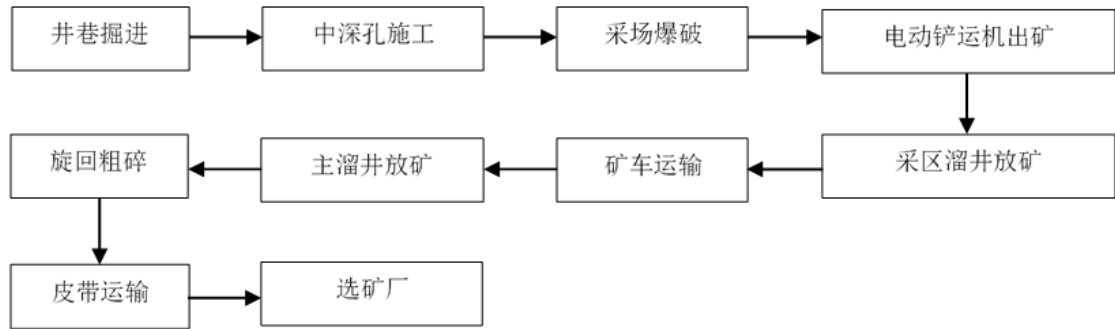 井巷掘进
中深孔施工
采场爆破
电动铲运机出矿
采区溜井放矿
矿车运输
主溜井放矿
旋回粗碎
皮带运输
选矿厂